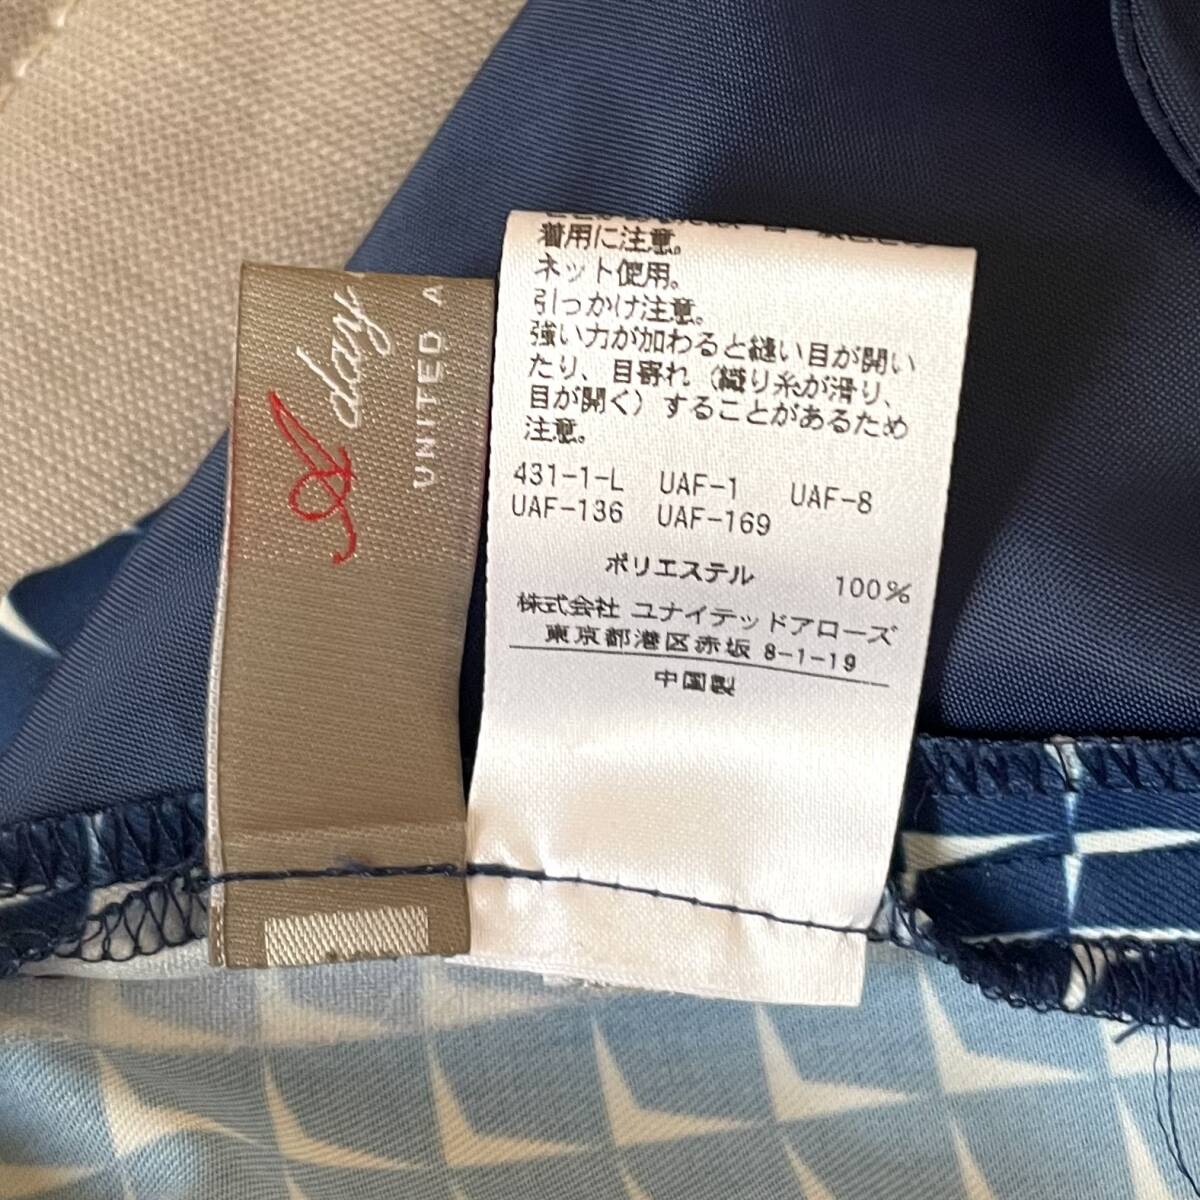 着用に注意。
ネット使用。
引っかけ注意。
強い力が加わると縫い目が開い
たり、目寄れ（織り糸が滑り、
目が開く）することがあるため
注意。
431-1-L UAF-1 UAF-8
UAF-136 UAF-169
ポリエステル 100%
株式会社 ユナイテッドアローズ
東京都港区赤坂 8-1-19
中国製
A day
UNITED A